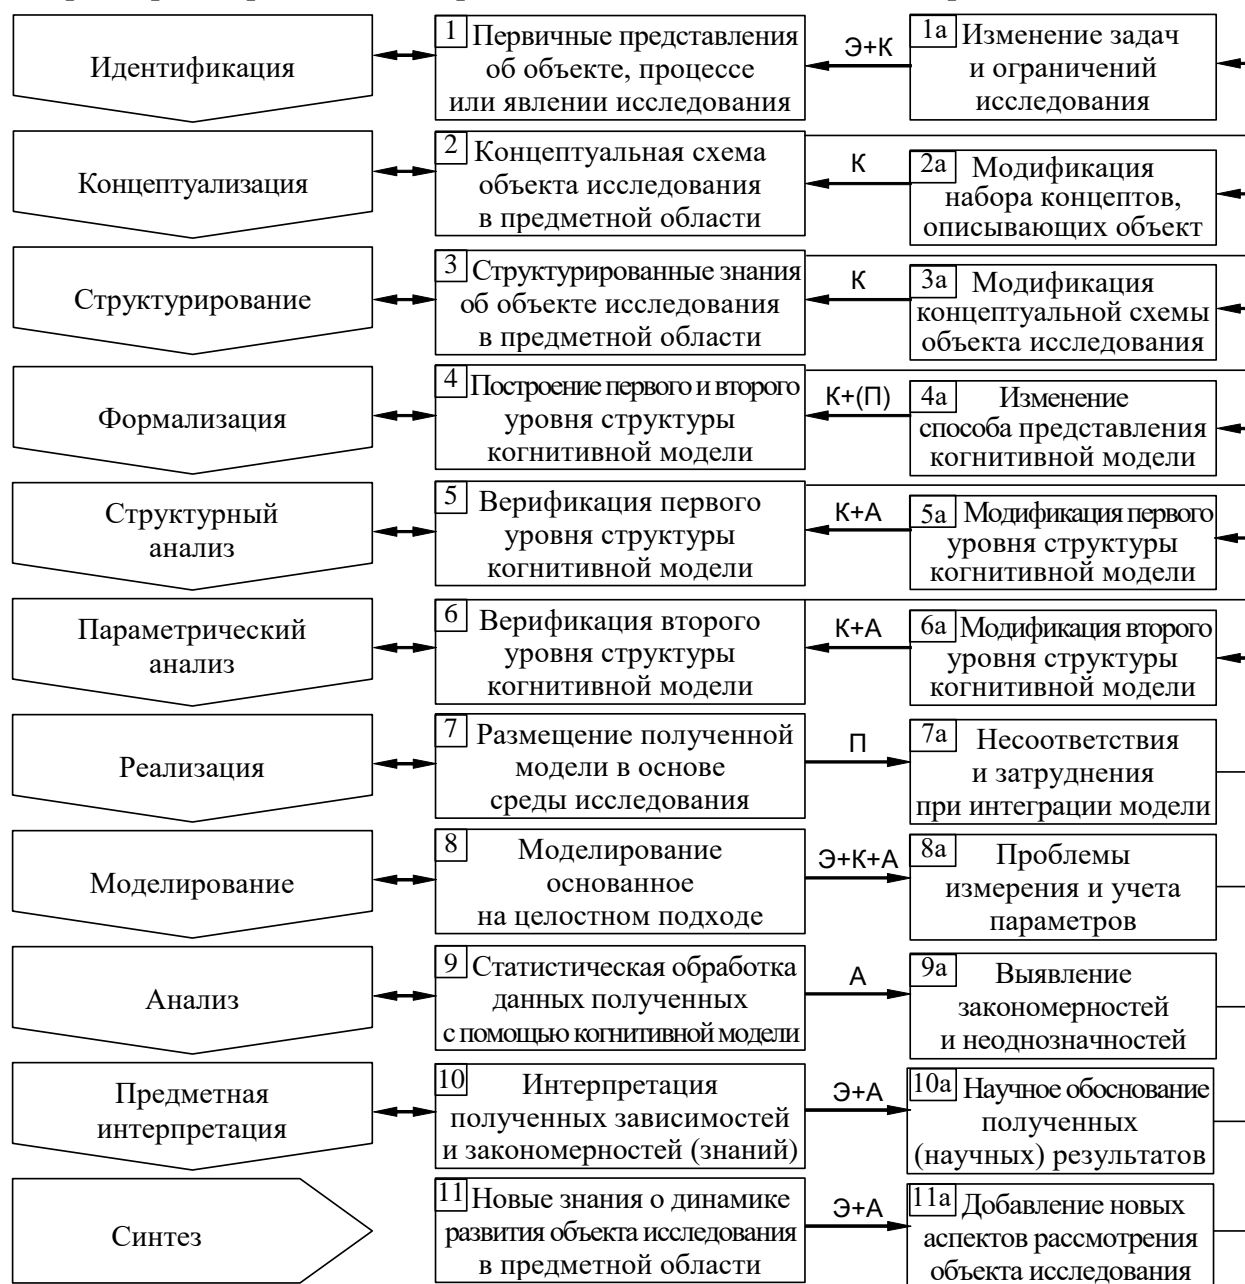 Идентификация
1 Первичные представления
об объекте, процессе
или явлении исследования
Э+К
1а Изменение задач
и ограничений
исследования
Концептуализация
2 Концептуальная схема
объекта исследования
в предметной области
К
2а Модификация
набора концептов,
описывающих объект
Структурирование
3 Структурированные знания
об объекте исследования
в предметной области
К
3а Модификация
концептуальной схемы
объекта исследования
Формализация
4 Построение первого и второго
уровня структуры
когнитивной модели
К+(П)
4а Изменение
способа представления
когнитивной модели
Структурный
анализ
5 Верификация первого
уровня структуры
когнитивной модели
К+А
5а Модификация первого
уровня структуры
когнитивной модели
Параметрический
анализ
6 Верификация второго
уровня структуры
когнитивной модели
К+А
6а Модификация второго
уровня структуры
когнитивной модели
Реализация
7 Размещение полученной
модели в основе
среды исследования
П
7а Несоответствия
и затруднения
при интеграции модели
Моделирование
8 Моделирование
основанное
на целостном подходе
Э+К+А
8а Проблемы
измерения и учета
параметров
Анализ
9 Статистическая обработка
данных полученных
с помощью когнитивной модели
А
9а Выявление
закономерностей
и неоднозначностей
Предметная
интерпретация
10 Интерпретация
полученных зависимостей
и закономерностей (знаний)
Э+А
10а Научное обоснование
полученных
(научных) результатов
Синтез
11 Новые знания о динамике
развития объекта исследования
в предметной области
Э+А
11а Добавление новых
аспектов рассмотрения
объекта исследования